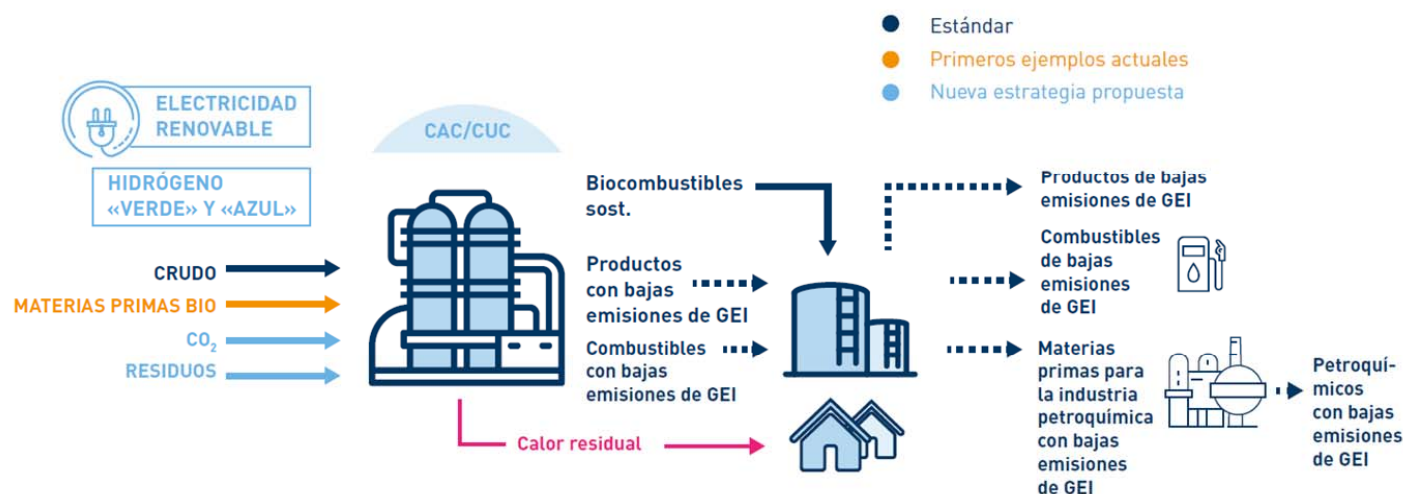 Estándar
Primeros ejemplos actuales
Nueva estrategia propuesta
ELECTRICIDAD
RENOVABLE
HIDRÓGENO
«VERDE» Y «AZUL»
CRUDO
MATERIAS PRIMAS BIO
CO₂
RESIDUOS
CAC/CUC
Biocombustibles
sost.
Productos
con bajas
emisiones de GEI
Combustibles
con bajas
emisiones de GEI
Calor residual
Productos de bajas
emisiones de GEI
Combustibles
de bajas
emisiones
de GEI
Materias
primas para
la industria
petroquímica
con bajas
emisiones
de GEI
Petroquí-
micos
con bajas
emisiones
de GEI